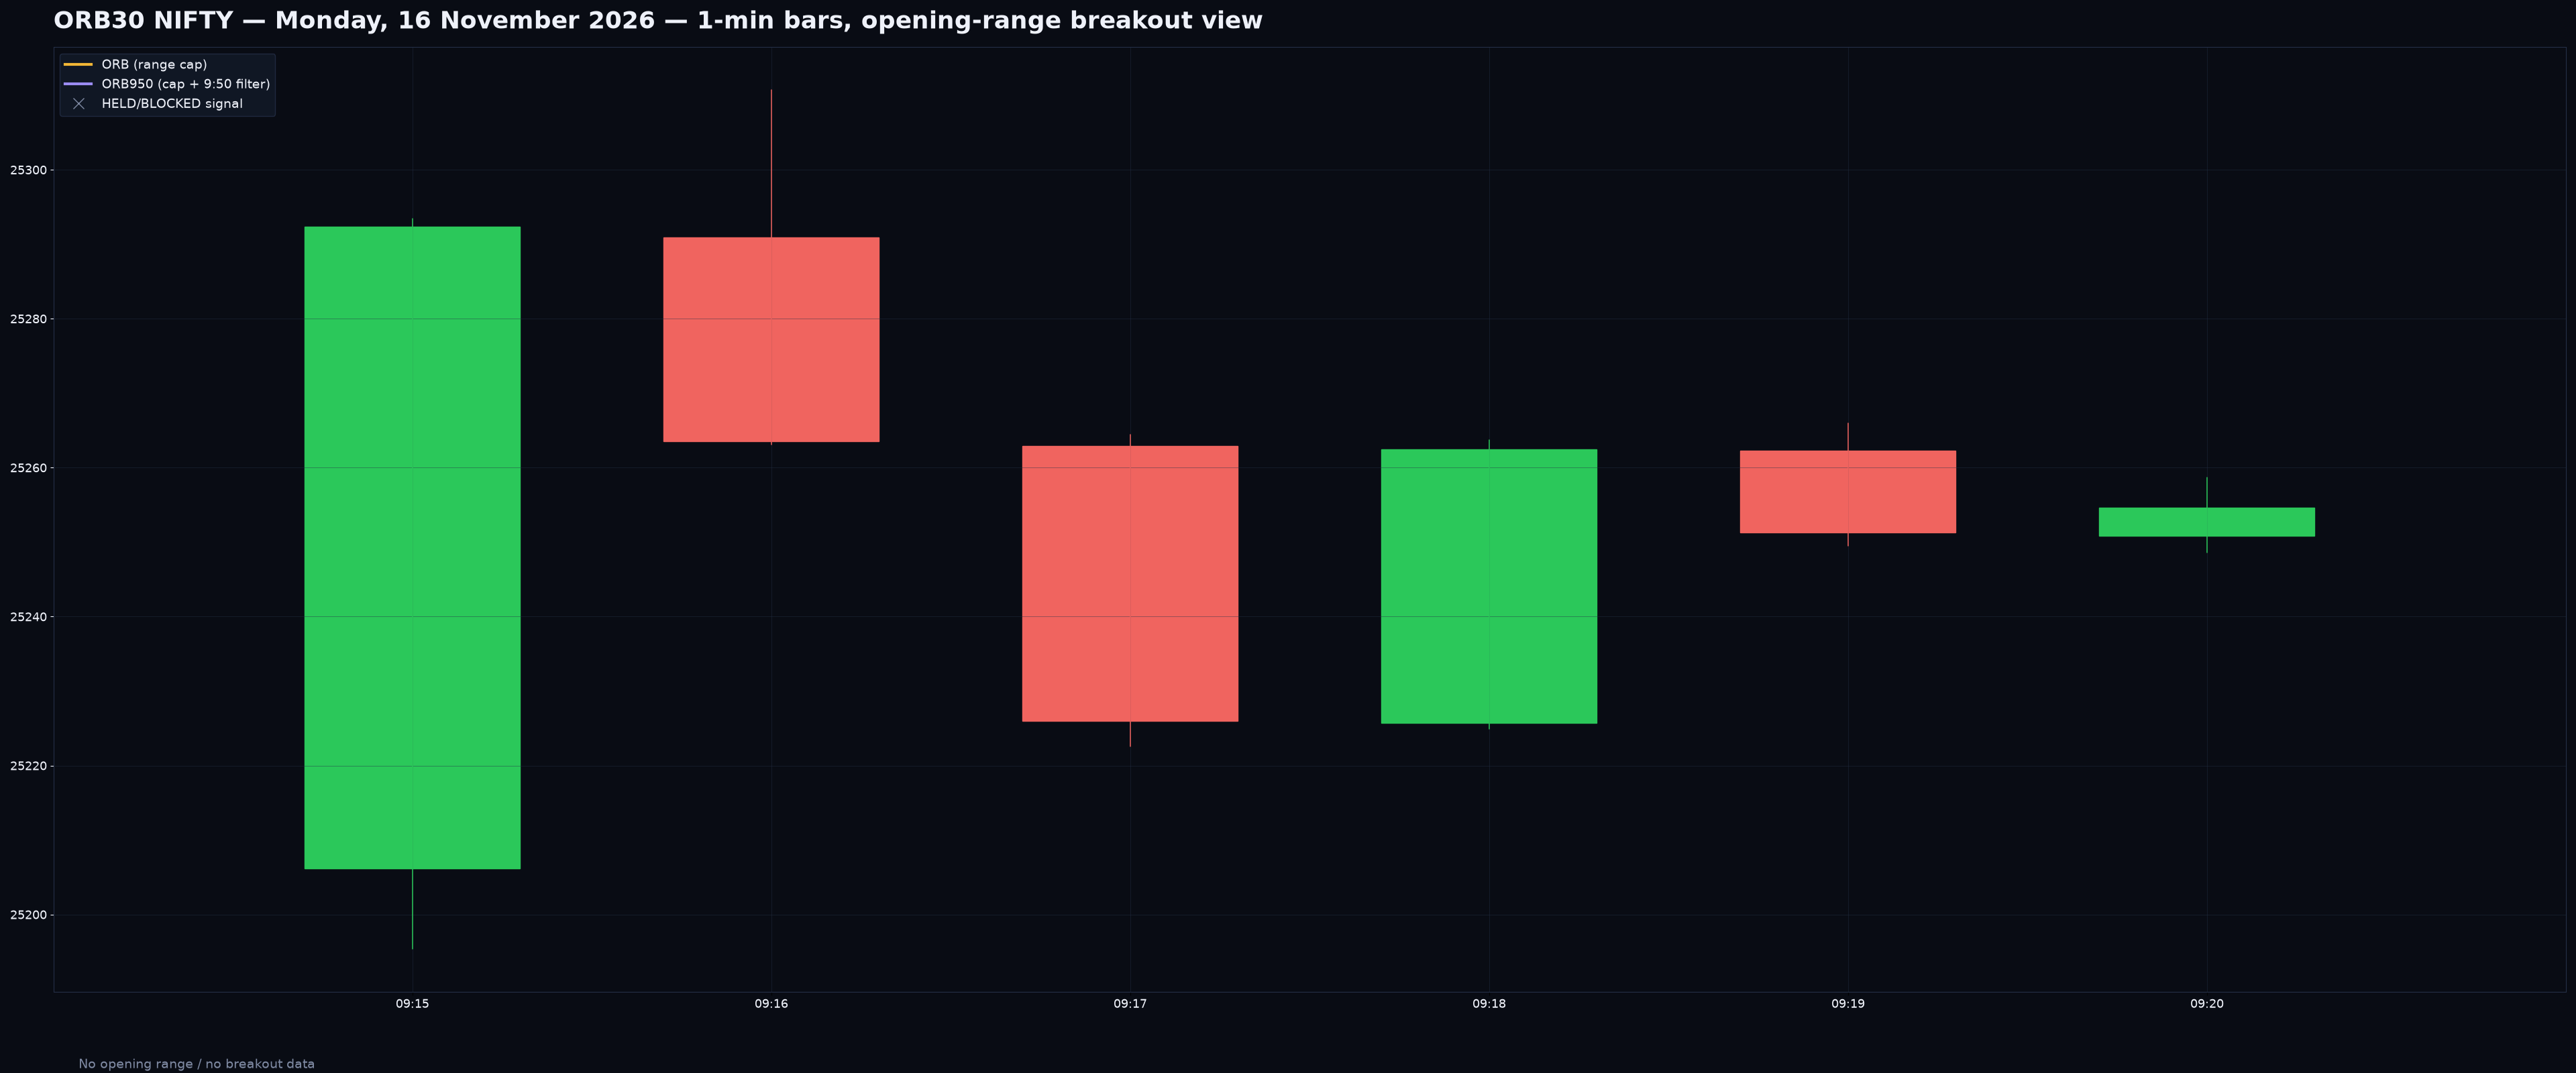 ORB30 NIFTY — Monday, 16 November 2026 — 1-min bars, opening-range breakout view
ORB (range cap)
ORB950 (cap + 9:50 filter)
HELD/BLOCKED signal
25300
25280
25260
25240
25220
25200
09:15 09:16 09:17 09:18 09:19 09:20
No opening range / no breakout data